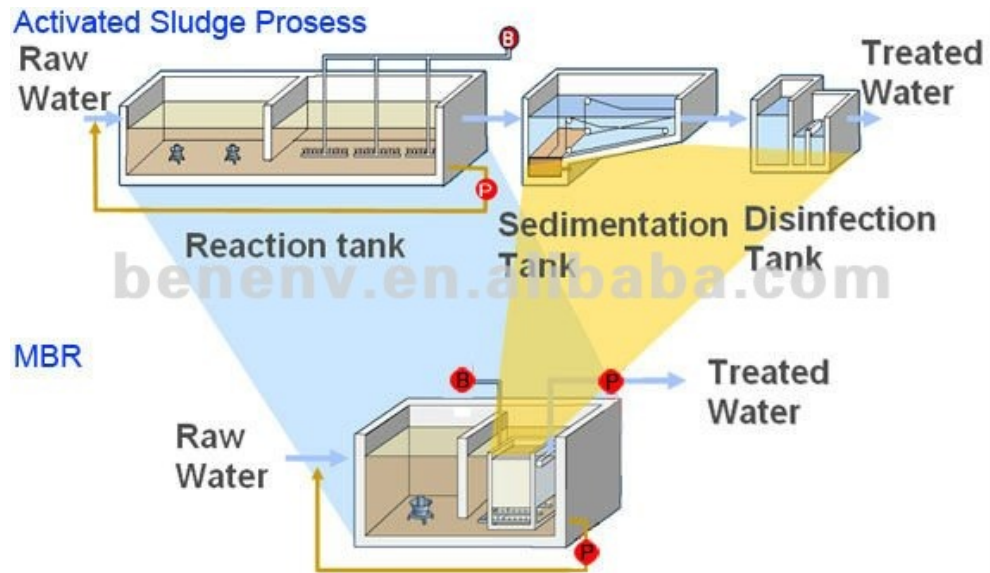 Activated Sludge Prosess
Raw
Water
B
Treated
Water
P
Reaction tank
Sedimentation
Tank
Disinfection
Tank
benenv.en.alibaba.com
MBR
B
P
Treated
Water
Raw
Water
P